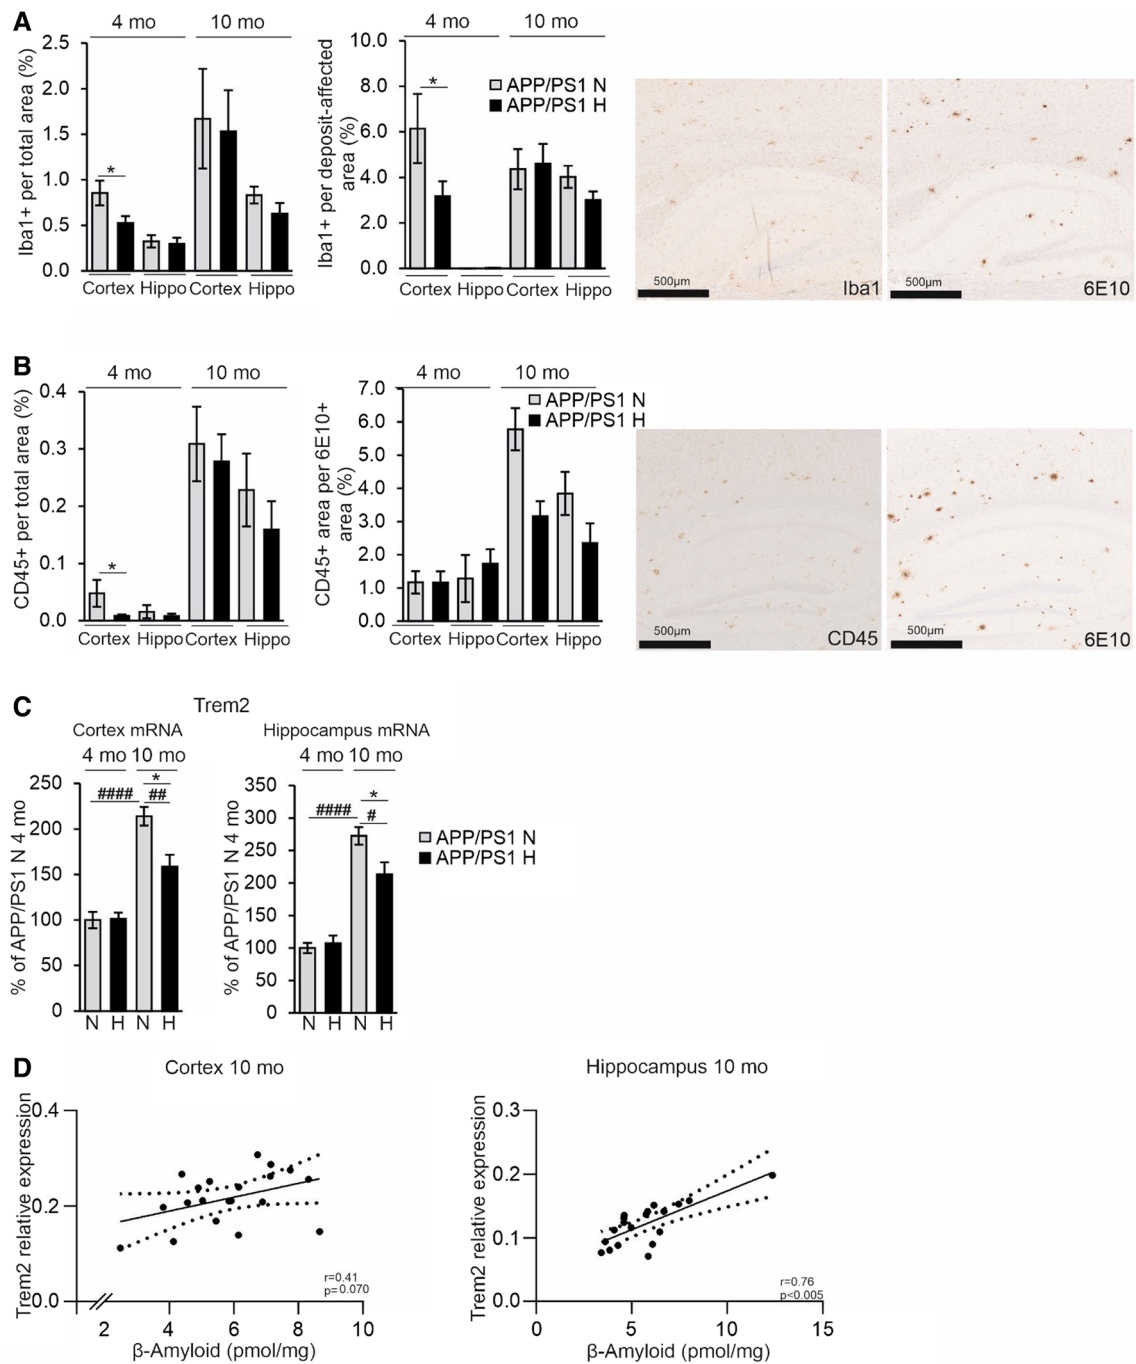 A
4 mo
10 mo
Iba1+ per total area (%)
2.5
2.0
1.5
1.0
0.5
0.0
*
Cortex Hippo Cortex Hippo
4 mo
10 mo
Iba1+ per deposit-affected
area (%)
10.0
8.0
6.0
4.0
2.0
0.0
*
APP/PS1 N
APP/PS1 H
Cortex Hippo Cortex Hippo
500µm
Iba1
500µm
6E10
B
4 mo
10 mo
CD45+ per total area (%)
0.4
0.3
0.2
0.1
0.0
*
Cortex Hippo Cortex Hippo
4 mo
10 mo
CD45+ area per 6E10+
area (%)
7.0
6.0
5.0
4.0
3.0
2.0
1.0
0.0
APP/PS1 N
APP/PS1 H
Cortex Hippo Cortex Hippo
500µm
CD45
500µm
6E10
C
Trem2
Cortex mRNA
4 mo 10 mo
% of APP/PS1 N 4 mo
250
200
150
100
50
0
*
#### ##
N H N H
Hippocampus mRNA
4 mo 10 mo
% of APP/PS1 N 4 mo
350
300
250
200
150
100
50
0
*
#### #
N H N H
APP/PS1 N
APP/PS1 H
D
Cortex 10 mo
Trem2 relative expression
0.4
0.2
0.0
r=0.41
p=0.070
2 4 6 8 10
β-Amyloid (pmol/mg)
Hippocampus 10 mo
Trem2 relative expression
0.3
0.2
0.1
0.0
r=0.76
p<0.005
0 5 10 15
β-Amyloid (pmol/mg)